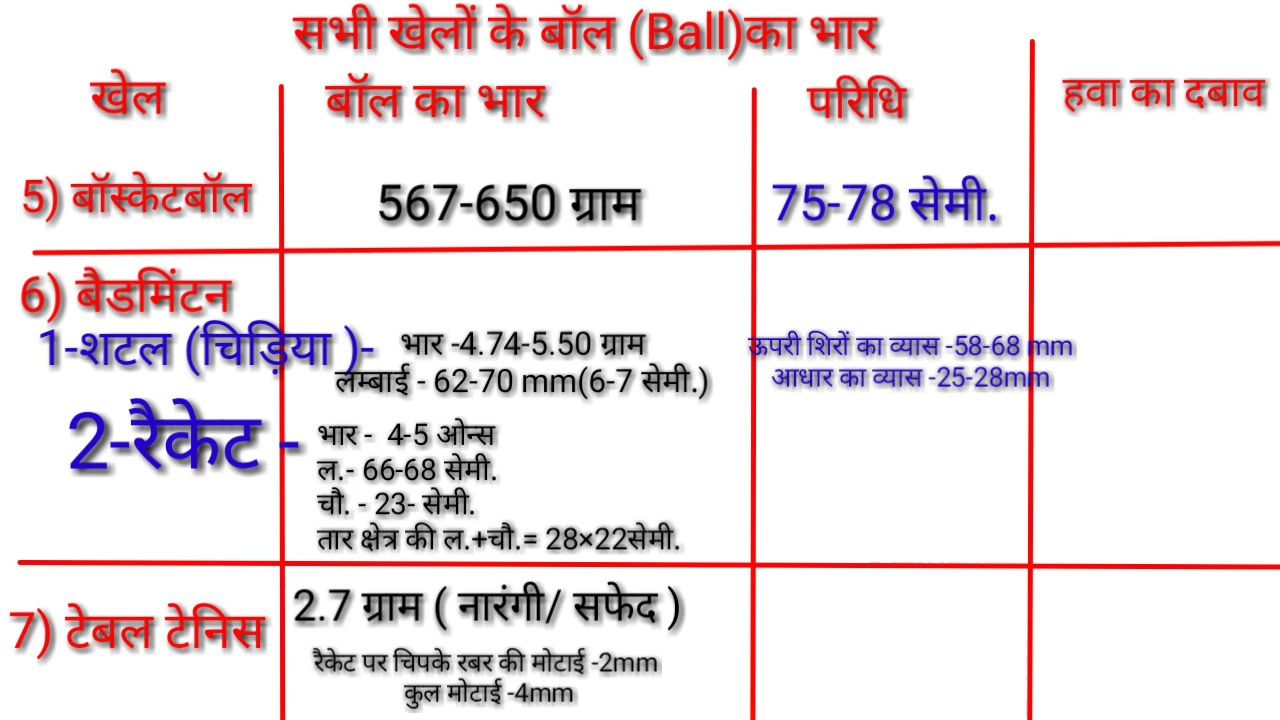 सभी खेलों के बॉल (Ball)का भार
खेल बॉल का भार परिधि हवा का दबाव
5) बॉस्केटबॉल 567-650 ग्राम 75-78 सेमी.
6) बैडमिंटन
1-शटल (चिड़िया )- भार -4.74-5.50 ग्राम ऊपरी शिरों का व्यास -58-68 mm
लम्बाई - 62-70 mm(6-7 सेमी.) आधार का व्यास -25-28mm
2-रैकेट - भार - 4-5 ओन्स
ल.- 66-68 सेमी.
चौ. - 23- सेमी.
तार क्षेत्र की ल.+चौ.= 28×22सेमी.
7) टेबल टेनिस 2.7 ग्राम ( नारंगी/ सफेद )
रैकेट पर चिपके रबर की मोटाई -2mm
कुल मोटाई -4mm